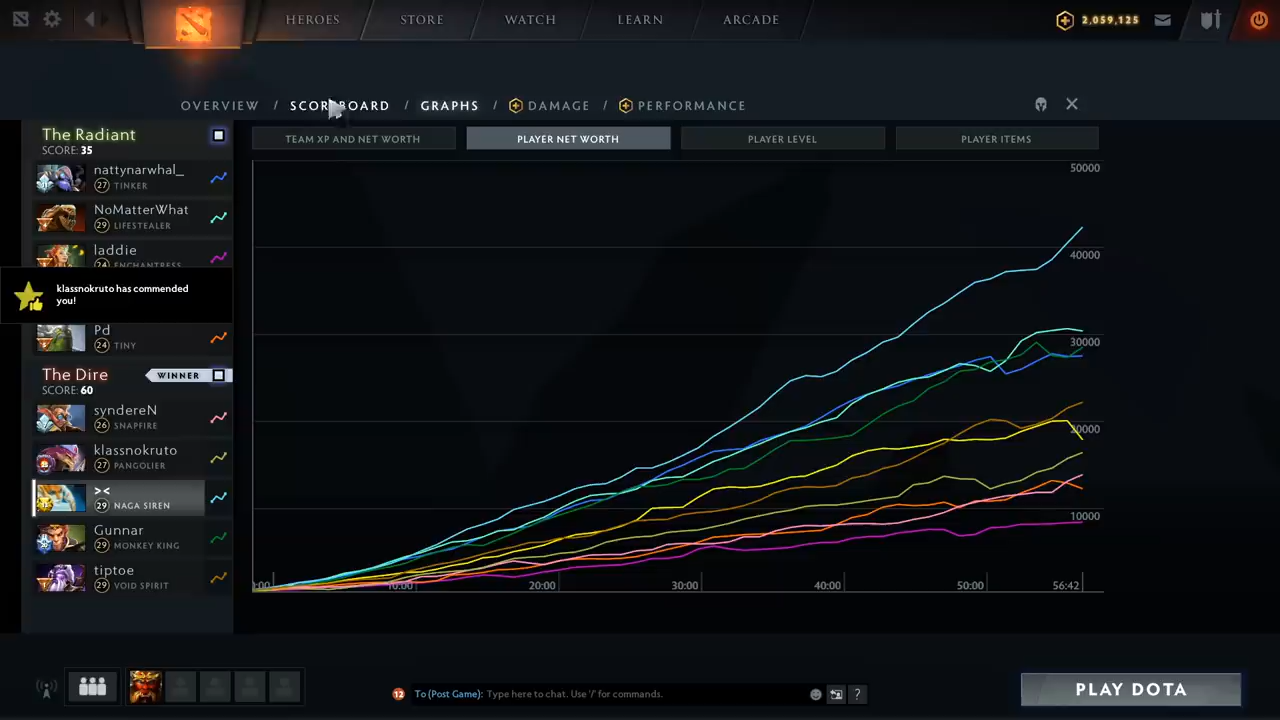 HEROES
STORE
WATCH
LEARN
ARCADE
2,059,125
OVERVIEW / SCOREBOARD / GRAPHS / DAMAGE / PERFORMANCE
The Radiant
SCORE: 35
nattynarwhal_
27 TINKER
NoMatterWhat
29 LIFESTEALER
laddie
24 ENCHANTRESS
klassnokruto has commended
you!
Pd
24 TINY
The Dire
WINNER
SCORE: 60
syndereN
26 SNAPFIRE
klassnokruto
27 PANGOLIER
><
29 NAGA SIREN
Gunnar
29 MONKEY KING
tiptoe
29 VOID SPIRIT
TEAM XP AND NET WORTH
PLAYER NET WORTH
PLAYER LEVEL
PLAYER ITEMS
50000
40000
30000
20000
10000
0:00
10:00
20:00
30:00
40:00
50:00
56:42
12
To (Post Game): Type here to chat. Use '/' for commands.
?
PLAY DOTA